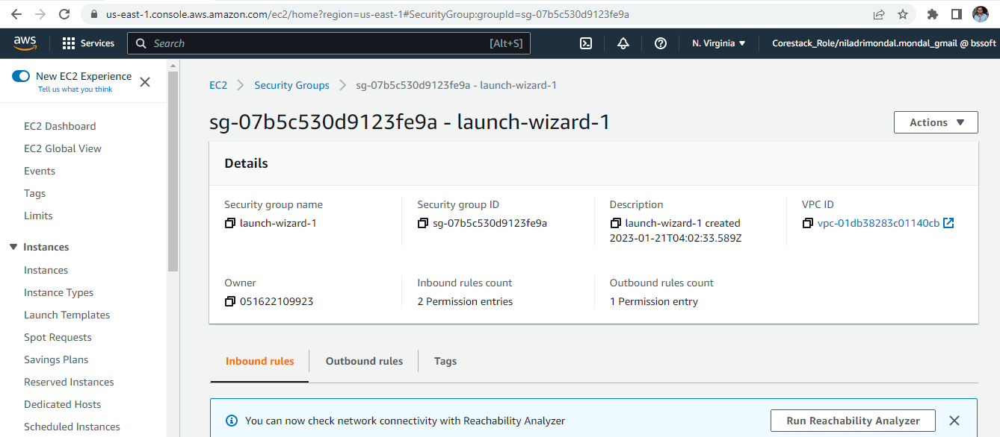 us-east-1.console.aws.amazon.com/ec2/home?region=us-east-1#SecurityGroup:groupId=sg-07b5c530d9123fe9a
aws Services Search [Alt+S] N. Virginia Corestack_Role/niladrimondal.mondal_gmail @ bssoft
New EC2 Experience
Tell us what you think
EC2 Dashboard
EC2 Global View
Events
Tags
Limits
Instances
Instances
Instance Types
Launch Templates
Spot Requests
Savings Plans
Reserved Instances
Dedicated Hosts
Scheduled Instances
EC2 Security Groups sg-07b5c530d9123fe9a - launch-wizard-1
sg-07b5c530d9123fe9a - launch-wizard-1
Actions
Details
Security group name
launch-wizard-1
Security group ID
sg-07b5c530d9123fe9a
Description
launch-wizard-1 created
2023-01-21T04:02:33.589Z
VPC ID
vpc-01db38283c01140cb
Owner
051622109923
Inbound rules count
2 Permission entries
Outbound rules count
1 Permission entry
Inbound rules Outbound rules Tags
You can now check network connectivity with Reachability Analyzer
Run Reachability Analyzer